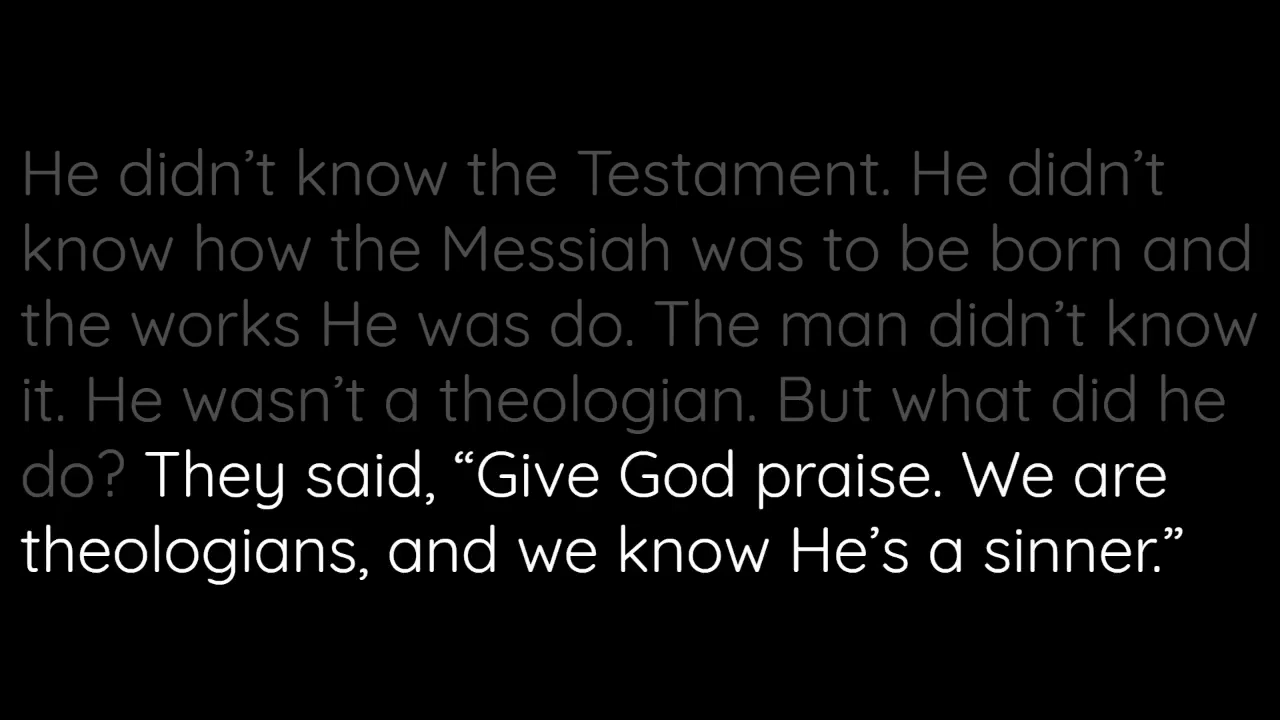 He didn’t know the Testament. He didn’t
know how the Messiah was to be born and
the works He was do. The man didn’t know
it. He wasn’t a theologian. But what did he
do? They said, “Give God praise. We are
theologians, and we know He’s a sinner.”